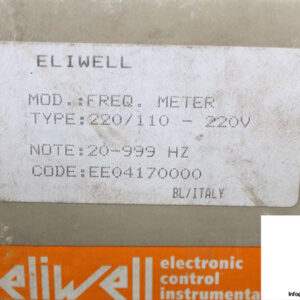 ELIWELL
MOD.:FREQ. METER
TYPE:220/110 - 220V
NOTE:20-999 HZ
CODE:EE04170000
BL/ITALY
eliwell
electronic
control